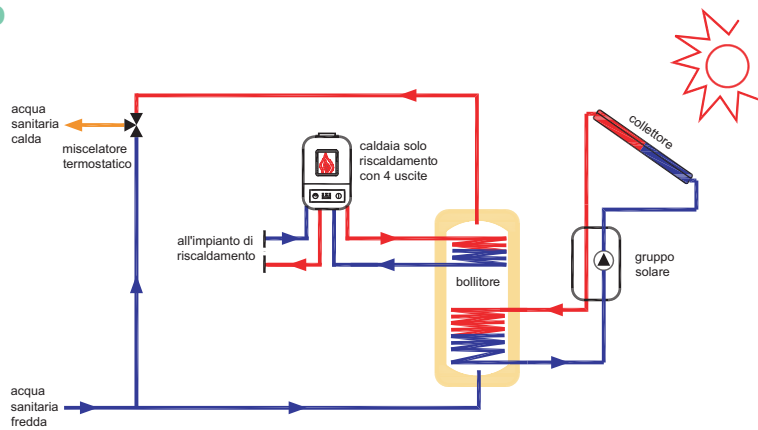 acqua
sanitaria
calda
miscelatore
termostatico
caldaia solo
riscaldamento
con 4 uscite
collettore
all'impianto di
riscaldamento
bollitore
gruppo
solare
acqua
sanitaria
fredda